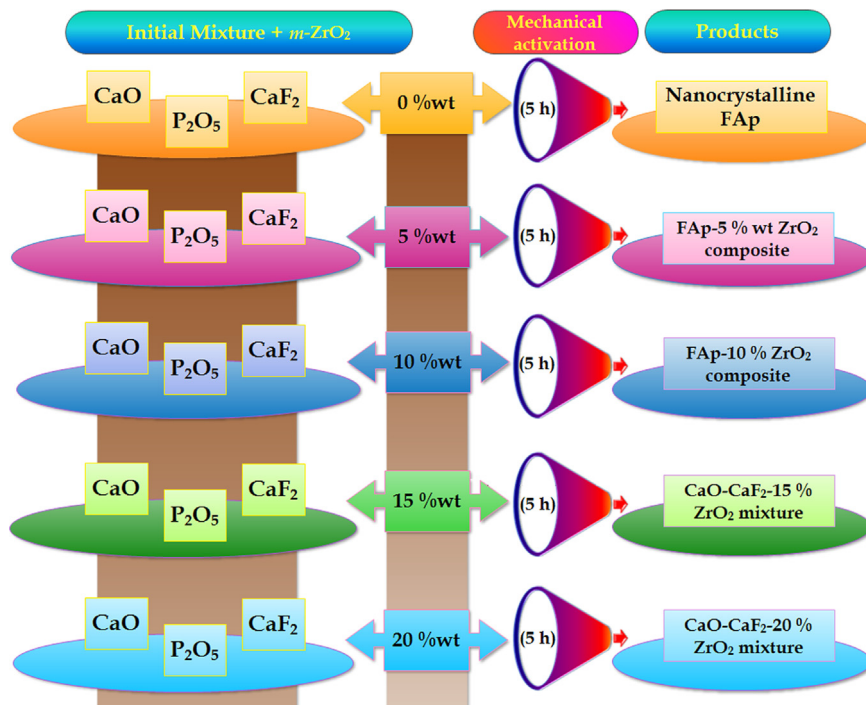 Initial Mixture + m-ZrO₂
Mechanical
activation
Products
CaO
P₂O₅
CaF₂
0 %wt
(5 h)
Nanocrystalline
FAp
CaO
P₂O₅
CaF₂
5 %wt
(5 h)
FAp-5 % wt ZrO₂
composite
CaO
P₂O₅
CaF₂
10 %wt
(5 h)
FAp-10 % ZrO₂
composite
CaO
P₂O₅
CaF₂
15 %wt
(5 h)
CaO-CaF₂-15 %
ZrO₂ mixture
CaO
P₂O₅
CaF₂
20 %wt
(5 h)
CaO-CaF₂-20 %
ZrO₂ mixture